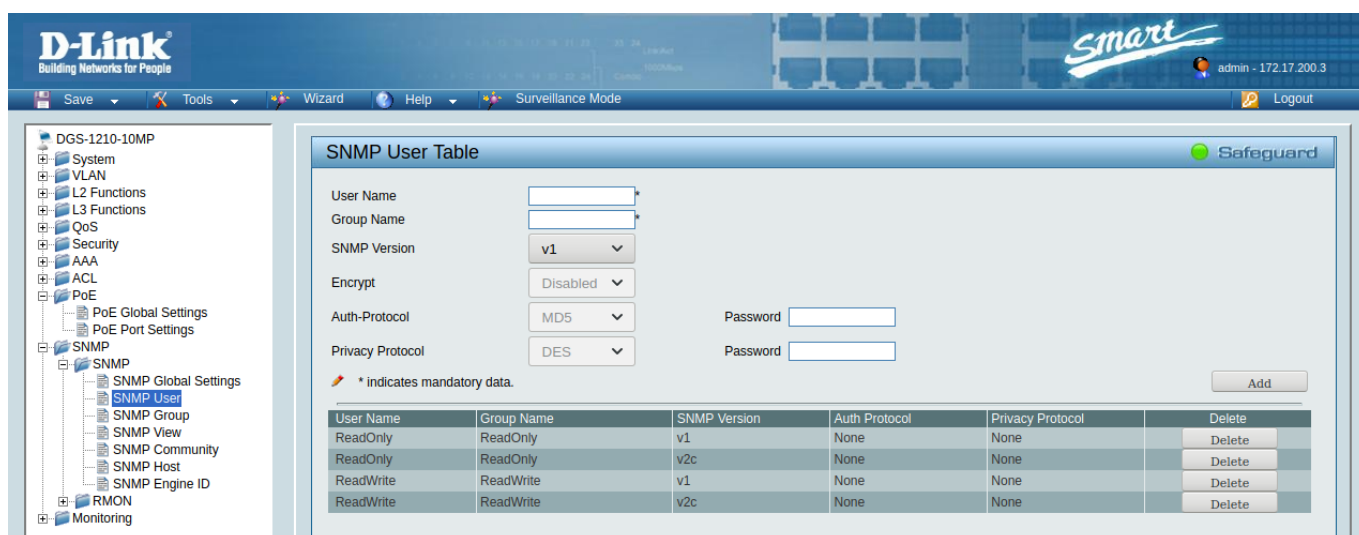 D-Link®
Building Networks for People
smart
admin - 172.17.200.3
Save Tools Wizard Help Surveillance Mode Logout
DGS-1210-10MP
System
VLAN
L2 Functions
L3 Functions
QoS
Security
AAA
ACL
PoE
PoE Global Settings
PoE Port Settings
SNMP
SNMP
SNMP Global Settings
SNMP User
SNMP Group
SNMP View
SNMP Community
SNMP Host
SNMP Engine ID
RMON
Monitoring
SNMP User Table Safeguard
User Name *
Group Name *
SNMP Version v1
Encrypt Disabled
Auth-Protocol MD5 Password
Privacy Protocol DES Password
* indicates mandatory data. Add
User Name Group Name SNMP Version Auth Protocol Privacy Protocol Delete
ReadOnly ReadOnly v1 None None Delete
ReadOnly ReadOnly v2c None None Delete
ReadWrite ReadWrite v1 None None Delete
ReadWrite ReadWrite v2c None None Delete